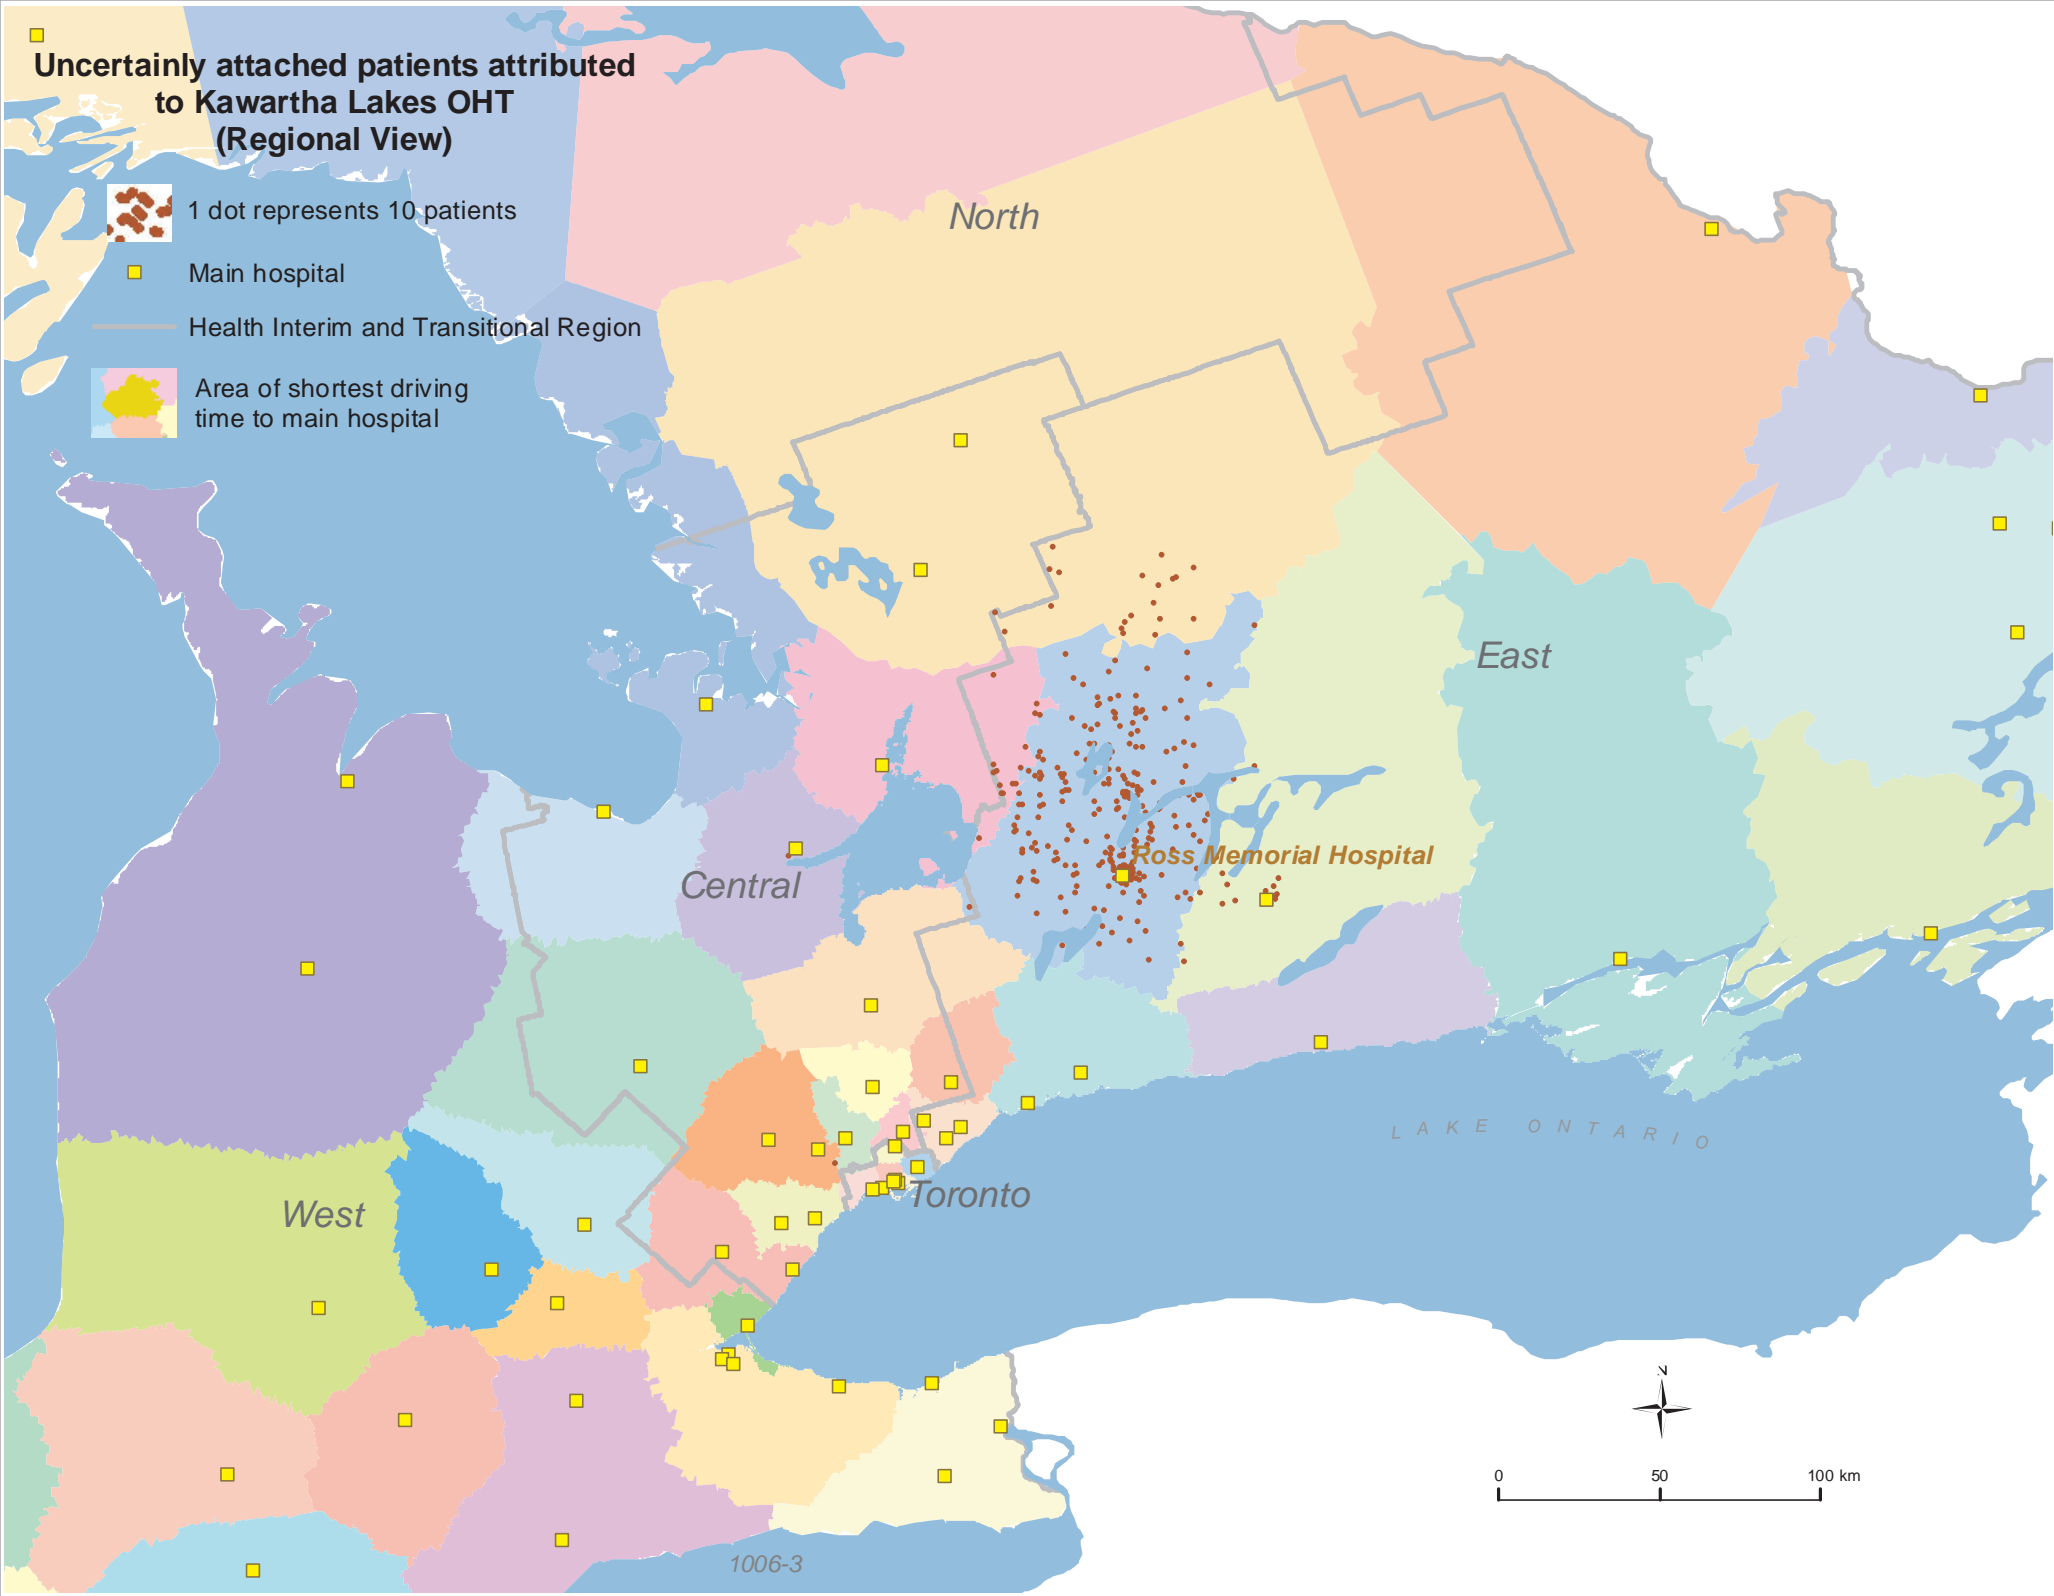 Uncertainly attached patients attributed
to Kawartha Lakes OHT
(Regional View)
1 dot represents 10 patients
Main hospital
Health Interim and Transitional Region
Area of shortest driving
time to main hospital
North
East
Ross Memorial Hospital
Central
LAKE ONTARIO
Toronto
West
N
0 50 100 km
1006-3